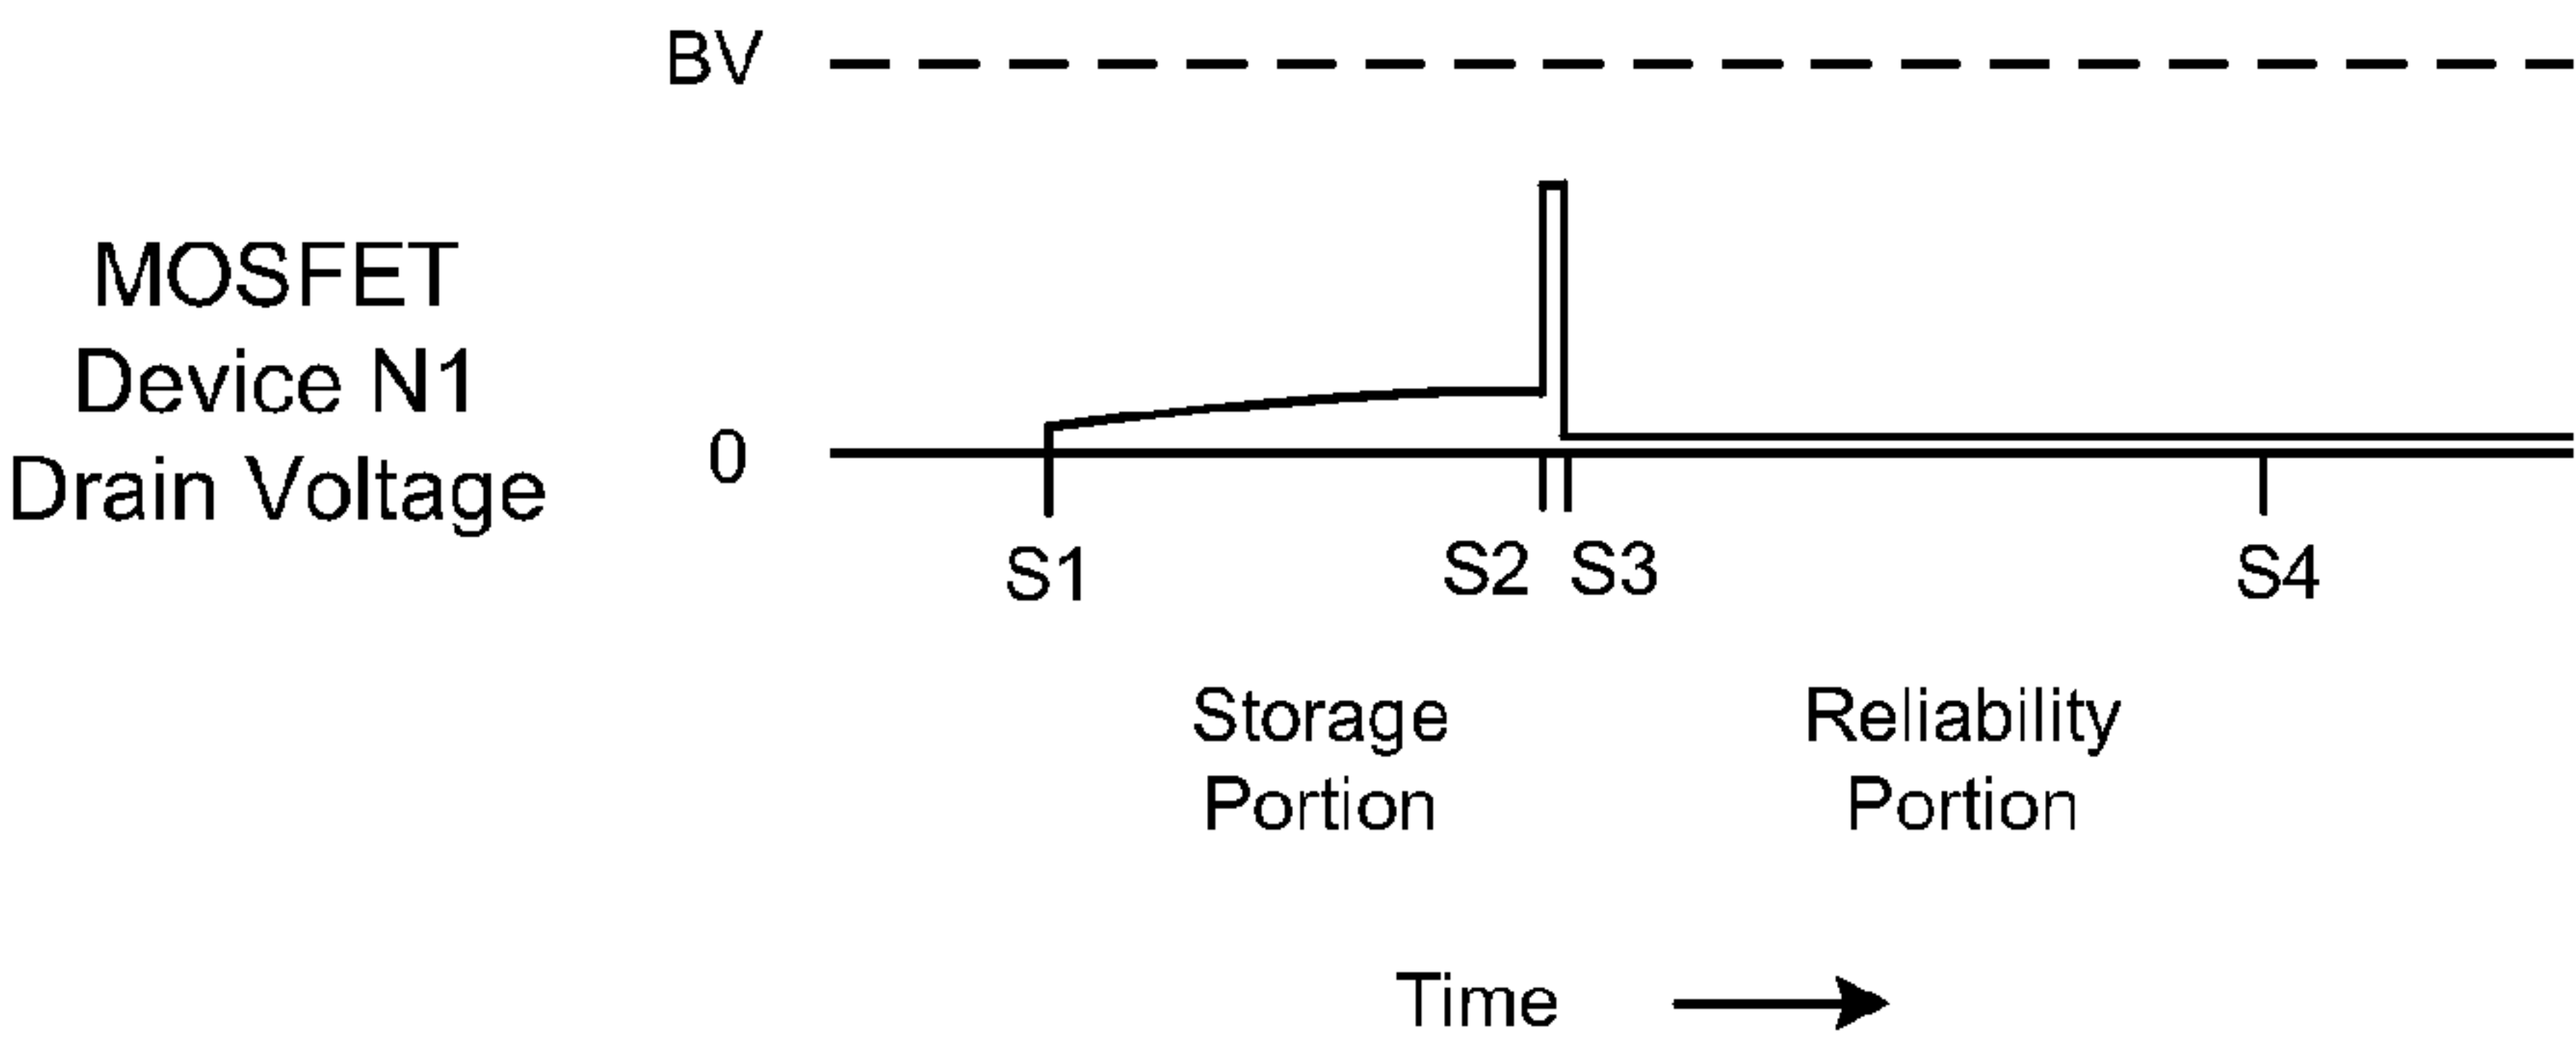 BV
MOSFET
Device N1
Drain Voltage
0
S1
S2
S3
S4
Storage
Portion
Reliability
Portion
Time